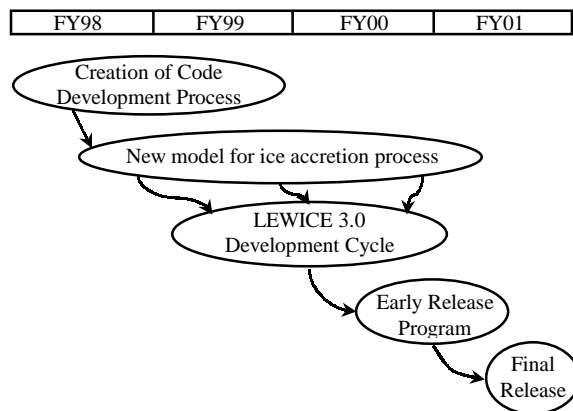 FY98 FY99 FY00 FY01
Creation of Code
Development Process
New model for ice accretion process
LEWICE 3.0
Development Cycle
Early Release
Program
Final
Release